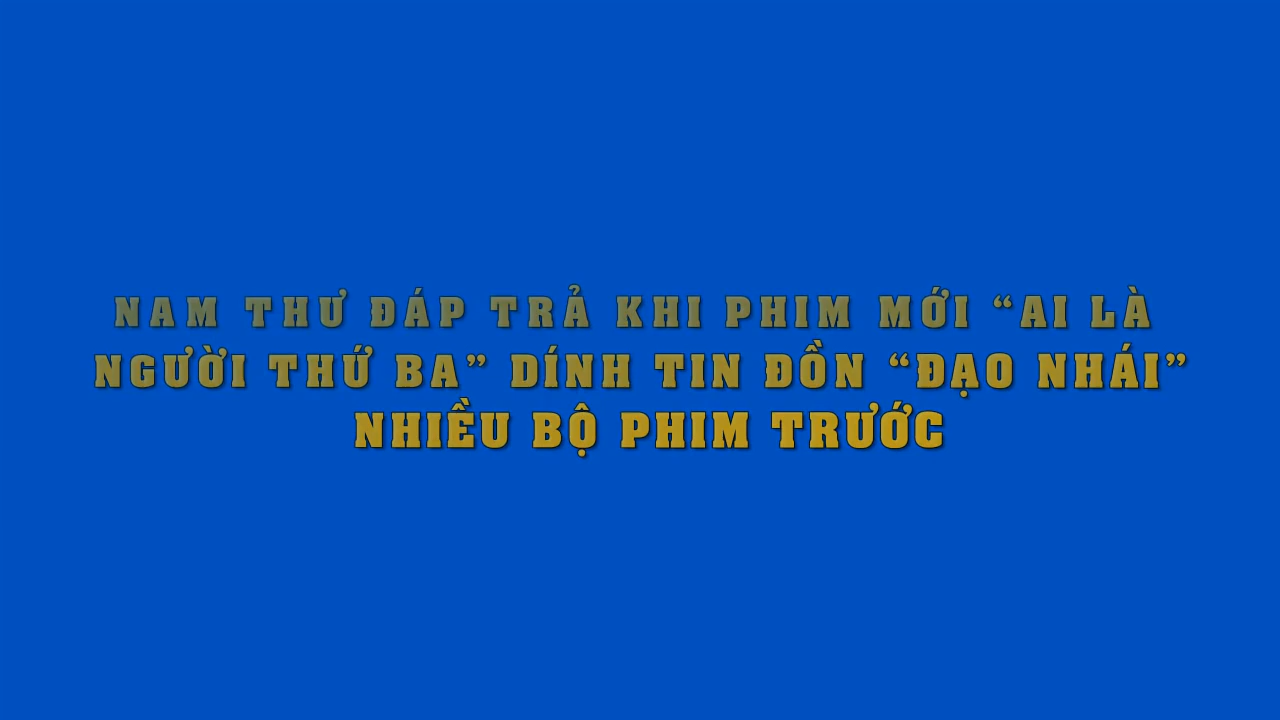 NAM THƯ ĐÁP TRẢ KHI PHIM MỚI “AI LÀ
NGƯỜI THỨ BA” DÍNH TIN ĐỒN “ĐẠO NHÁI”
NHIỀU BỘ PHIM TRƯỚC